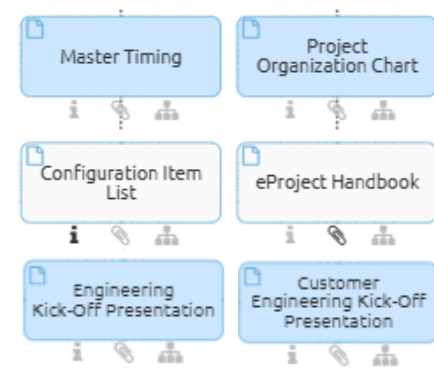 Master Timing
Project
Organization Chart
Configuration Item
List
eProject Handbook
Engineering
Kick-Off Presentation
Customer
Engineering Kick-Off
Presentation